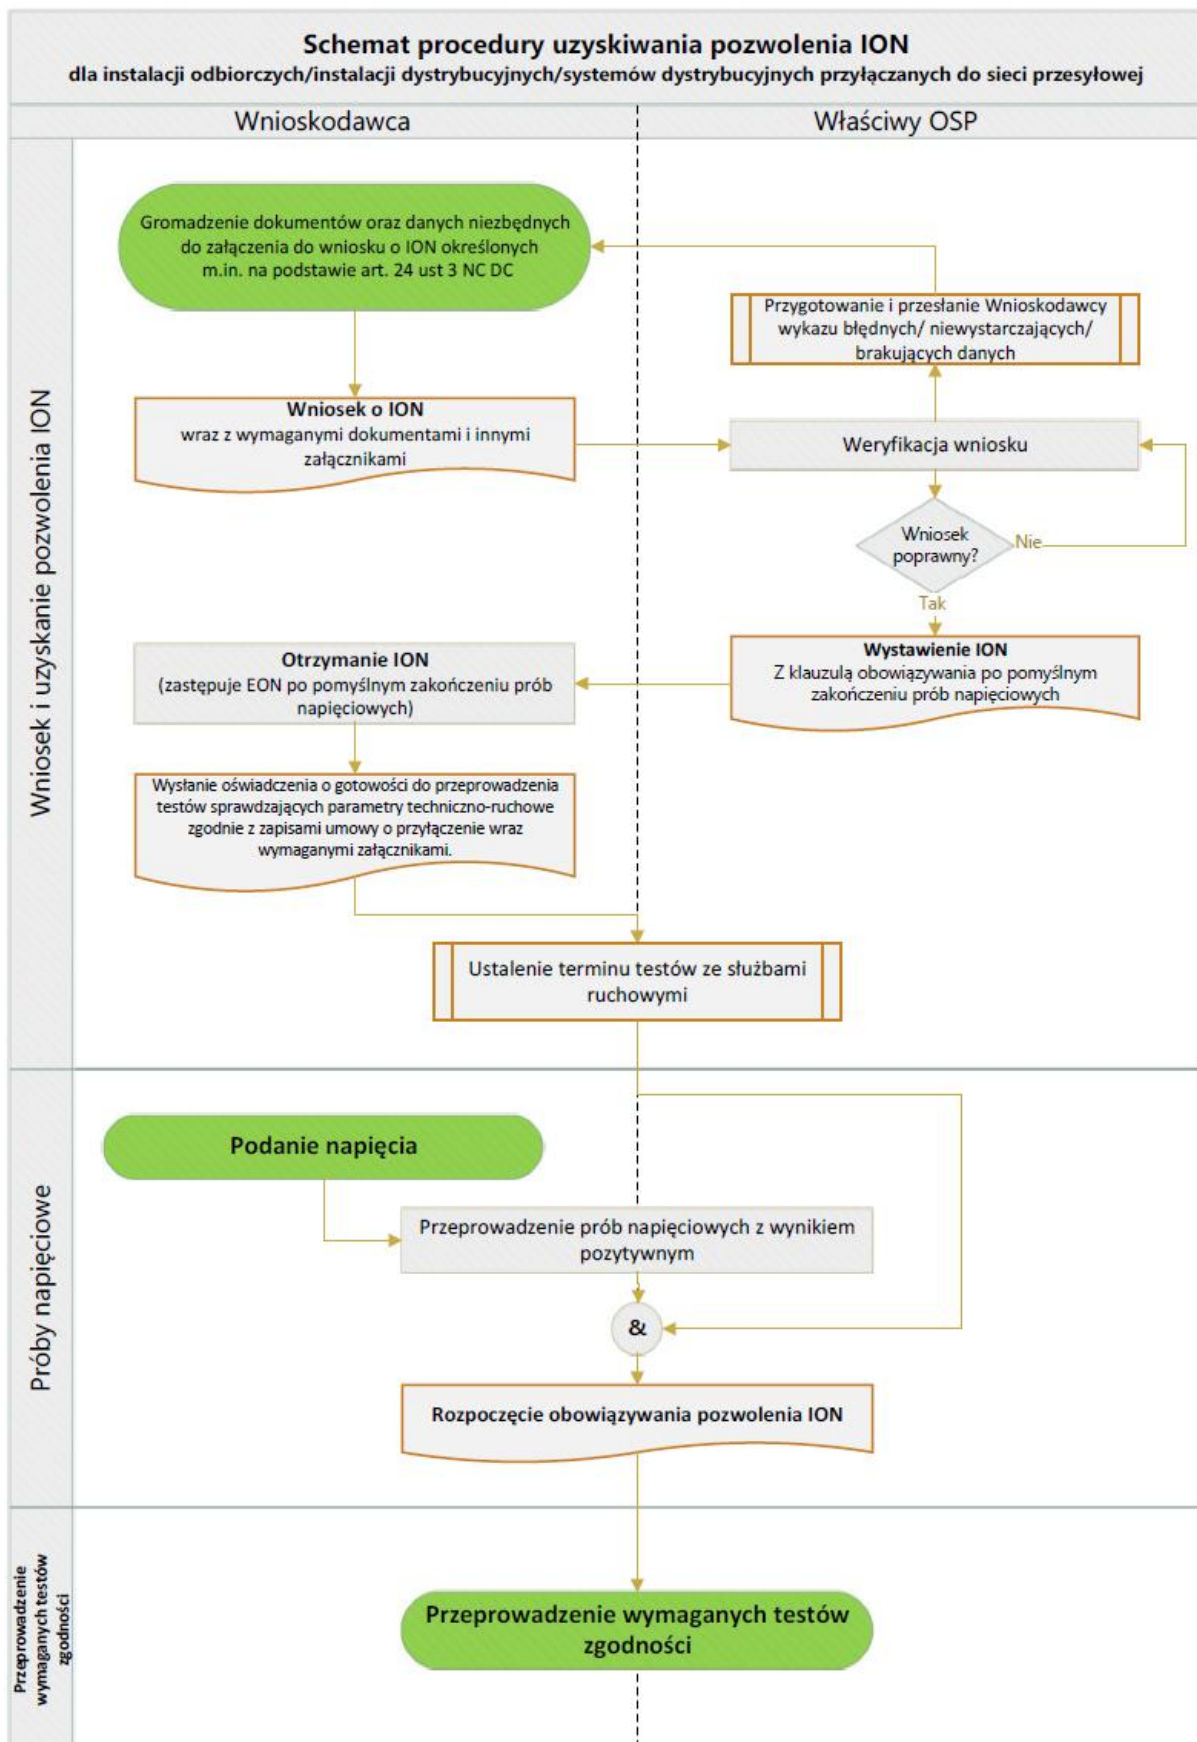 Schemat procedury uzyskiwania pozwolenia ION
dla instalacji odbiorczych/instalacji dystrybucyjnych/systemów dystrybucyjnych przyłączanych do sieci przesyłowej
Wnioskodawca
Właściwy OSP
Wniosek i uzyskanie pozwolenia ION
Gromadzenie dokumentów oraz danych niezbędnych
do załączenia do wniosku o ION określonych
m.in. na podstawie art. 24 ust 3 NC DC
Przygotowanie i przesłanie Wnioskodawcy
wykazu błędnych/ niewystarczających/
brakujących danych
Wniosek o ION
wraz z wymaganymi dokumentami i innymi
załącznikami
Weryfikacja wniosku
Wniosek
poprawny?
Nie
Tak
Wystawienie ION
Z klauzulą obowiązywania po pomyślnym
zakończeniu prób napięciowych
Otrzymanie ION
(zastępuje EON po pomyślnym zakończeniu prób
napięciowych)
Wysłanie oświadczenia o gotowości do przeprowadzenia
testów sprawdzających parametry techniczno-ruchowe
zgodnie z zapisami umowy o przyłączenie wraz
wymaganymi załącznikami.
Ustalenie terminu testów ze służbami
ruchowymi
Próby napięciowe
Podanie napięcia
Przeprowadzenie prób napięciowych z wynikiem
pozytywnym
&
Rozpoczęcie obowiązywania pozwolenia ION
Przeprowadzenie
wymaganych testów
zgodności
Przeprowadzenie wymaganych testów
zgodności